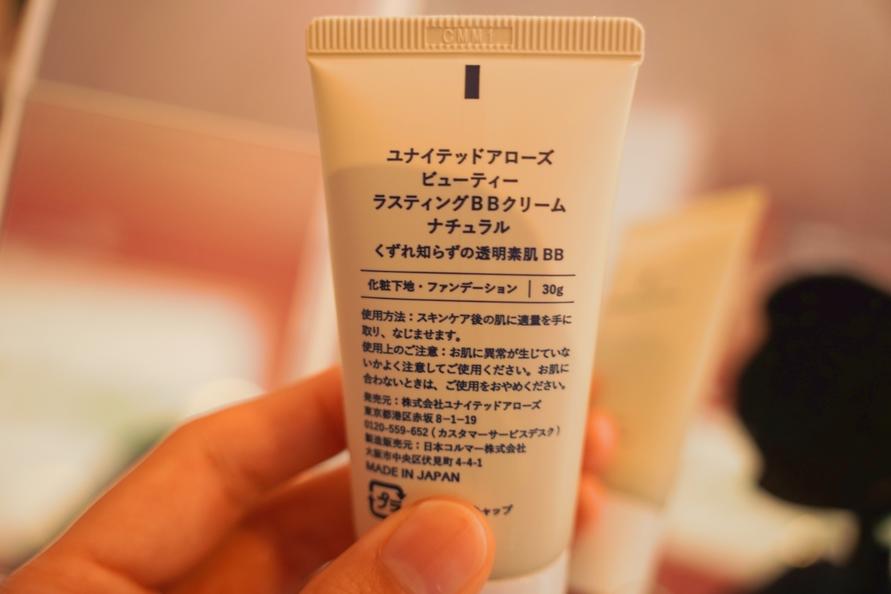 CMM1
ユナイテッドアローズ
ビューティー
ラスティングBBクリーム
ナチュラル
くずれ知らずの透明素肌 BB
化粧下地・ファンデーション | 30g
使用方法：スキンケア後の肌に適量を手に
取り、なじませます。
使用上のご注意：お肌に異常が生じていな
いかよく注意してご使用ください。お肌に
合わないときは、ご使用をおやめください。
発売元：株式会社ユナイテッドアローズ
東京都港区赤坂 8-1-19
0120-559-652 (カスタマーサービスデスク)
製造販売元：日本コルマー株式会社
大阪市中央区伏見町 4-4-1
MADE IN JAPAN
プラ
ャップ